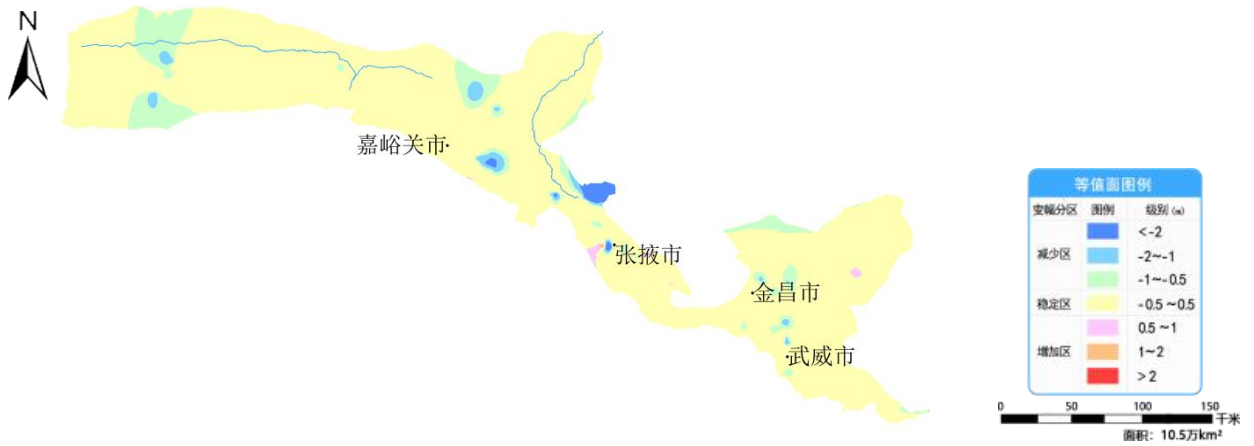 N
嘉峪关市
张掖市
金昌市
武威市
等值面图例
变幅分区 图例 级别 (m)
减少区
<-2
-2~-1
-1~-0.5
稳定区 -0.5~0.5
增加区
0.5~1
1~2
>2
0 50 100 150
千米
面积：10.5万km²